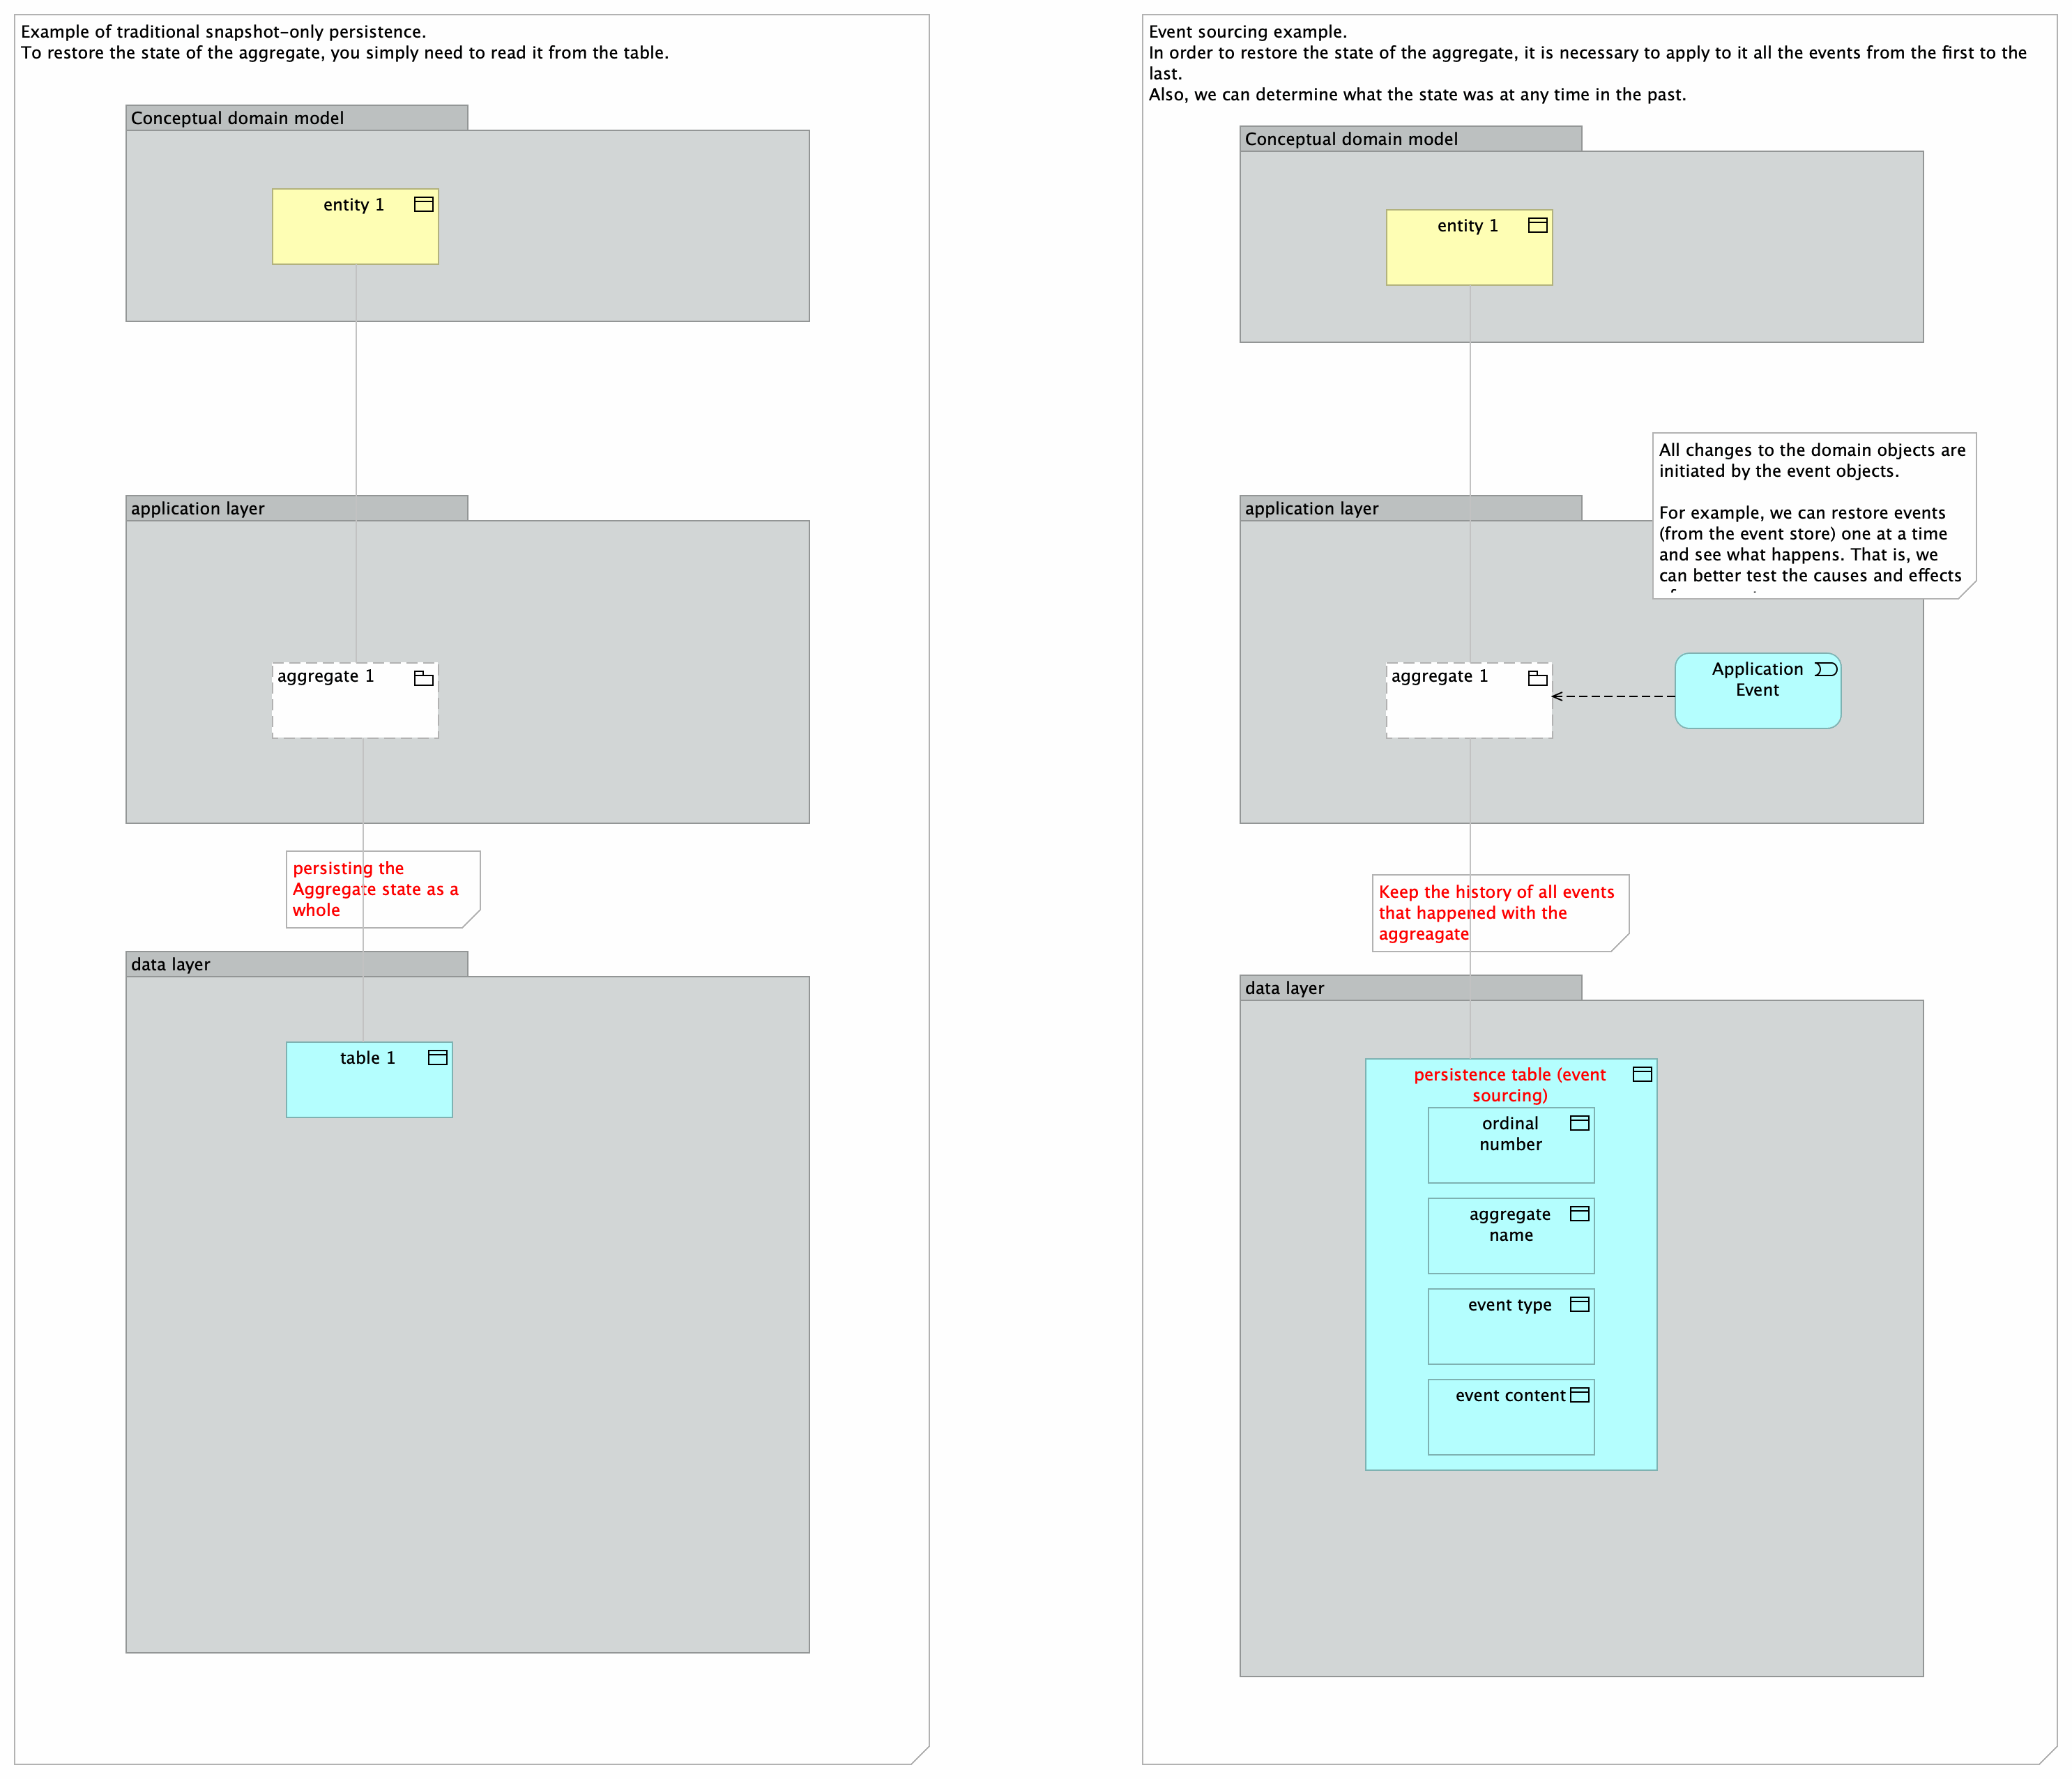 Example of traditional snapshot-only persistence.
To restore the state of the aggregate, you simply need to read it from the table.
Conceptual domain model
entity 1
application layer
aggregate 1
persisting the
Aggregate state as a
whole
data layer
table 1
Event sourcing example.
In order to restore the state of the aggregate, it is necessary to apply to it all the events from the first to the
last.
Also, we can determine what the state was at any time in the past.
Conceptual domain model
entity 1
All changes to the domain objects are
initiated by the event objects.
For example, we can restore events
(from the event store) one at a time
and see what happens. That is, we
can better test the causes and effects
application layer
aggregate 1
Application
Event
Keep the history of all events
that happened with the
aggreagate
data layer
persistence table (event
sourcing)
ordinal
number
aggregate
name
event type
event content